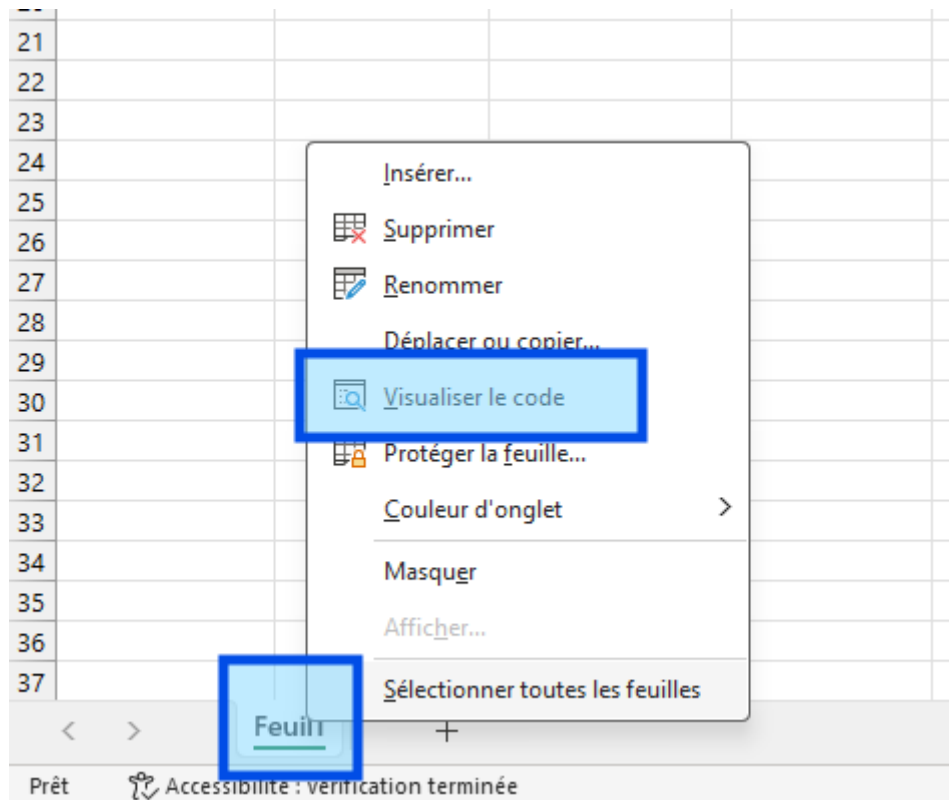 21
22
23
24
Insérer...
25
26
Supprimer
27
Renommer
28
Déplacer ou copier...
29
30
Visualiser le code
31
Protéger la feuille...
32
33
Couleur d'onglet
34
Masquer
35
36
Afficher...
37
Sélectionner toutes les feuilles
< > Feuil1 +
Prêt Accessibilité : vérification terminée